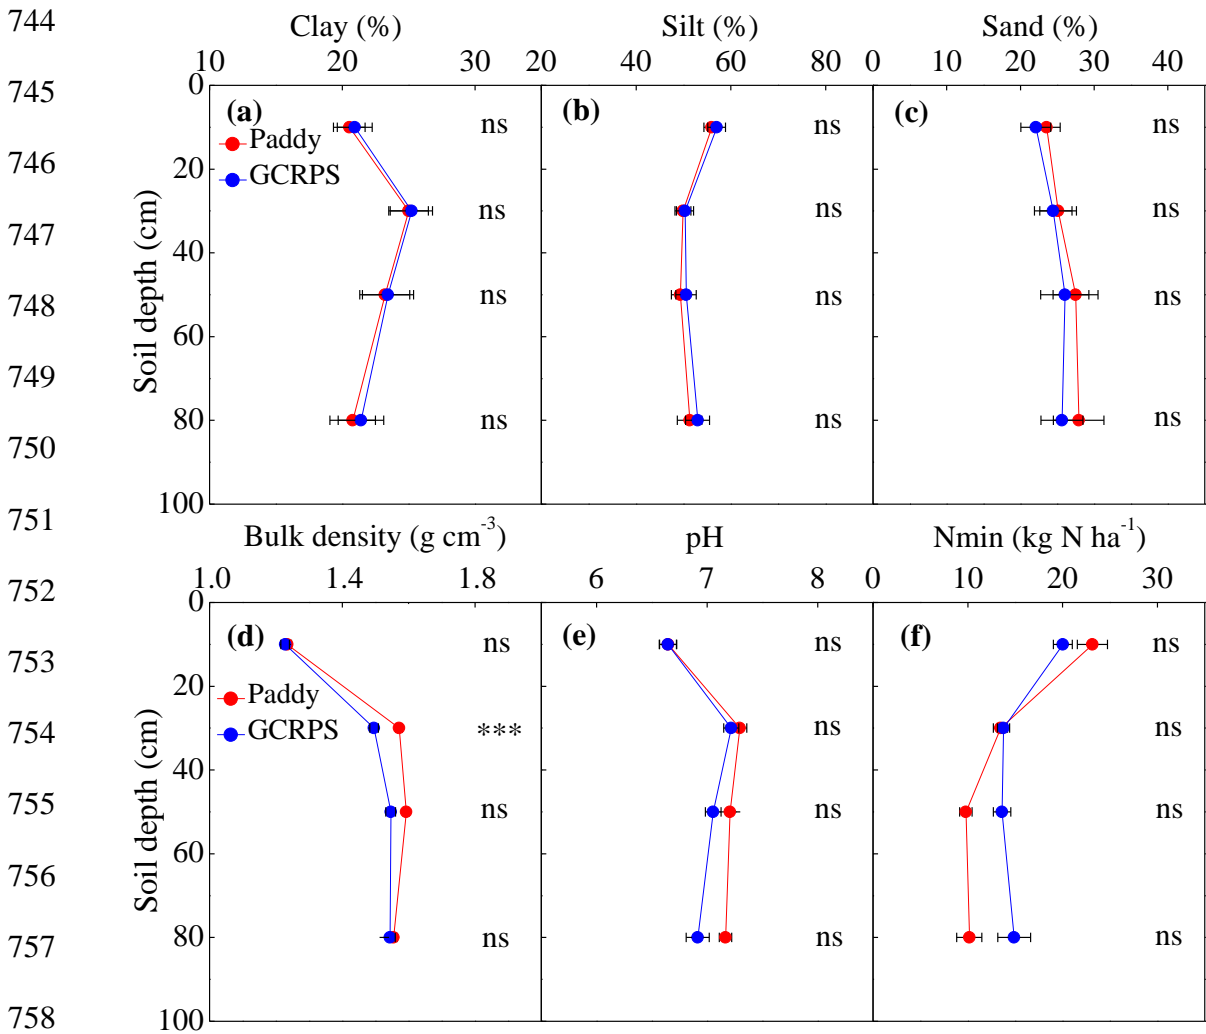 744
Clay (%) Silt (%) Sand (%)
10 20 30 20 40 60 80 0 10 20 30 40
745
0
(a) (b) (c)
ns ns ns
Paddy
746
20
GCRPS
ns ns ns
747
40
748
ns ns ns
60
749
80
ns ns ns
750
100
Soil depth (cm)
751
Bulk density (g cm-3) pH Nmin (kg N ha-1)
752
1.0 1.4 1.8 6 7 8 0 10 20 30
0
(d) (e) (f)
753
ns ns ns
20
Paddy
754
GCRPS
*** ns ns
40
755
ns ns ns
60
756
757
80
ns ns ns
758
100
Soil depth (cm)